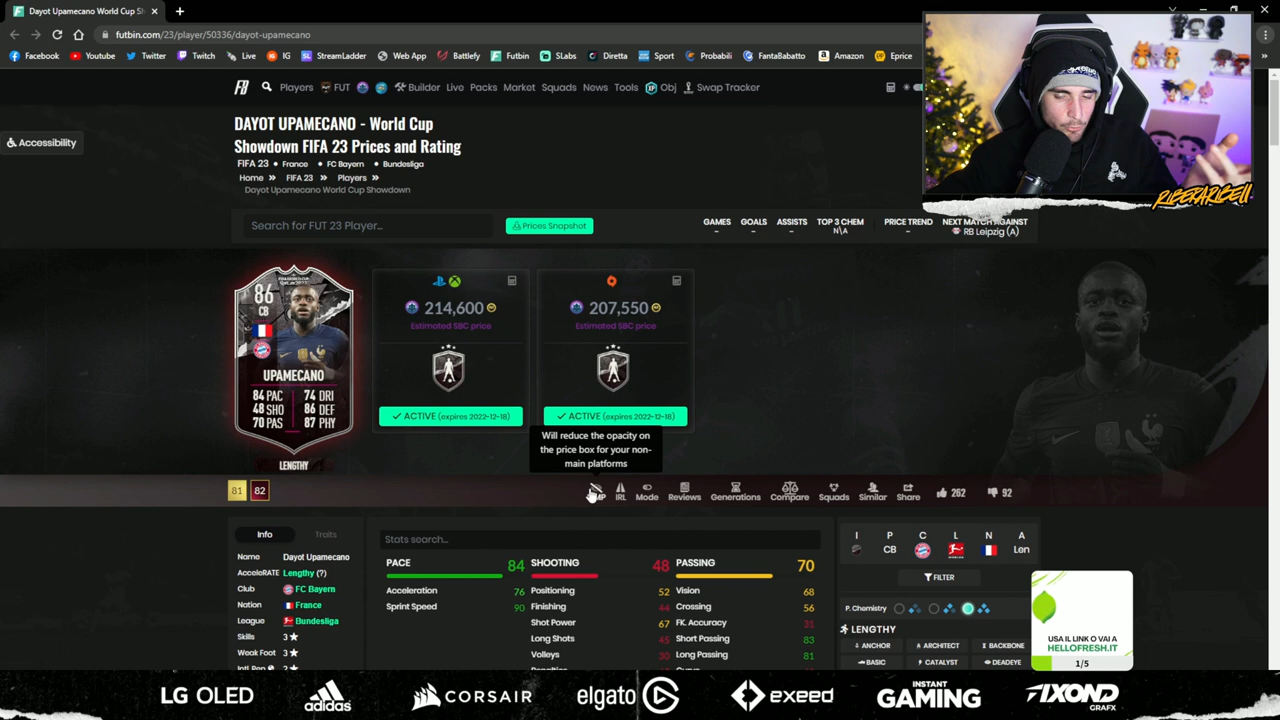 Dayot Upamecano World Cup Sh
futbin.com/23/player/50336/dayot-upamecano
Facebook Youtube Twitter Twitch Live IG StreamLadder Web App Battlefy Futbin SLabs Diretta Sport Probabili FantaBabatto Amazon Eprice
Players FUT Builder Live Packs Market Squads News Tools Obj Swap Tracker
Accessibility
DAYOT UPAMECANO - World Cup
Showdown FIFA 23 Prices and Rating
FIFA 23 • France • FC Bayern • Bundesliga
Home » FIFA 23 » Players »
Dayot Upamecano World Cup Showdown
RIBERARIBELL
Search for FUT 23 Player...
Prices Snapshot
GAMES GOALS ASSISTS TOP 3 CHEM PRICE TREND NEXT MATCH AGAINST
- - - N\A - RB Leipzig (A)
86
CB
UPAMECANO
84 PAC 74 DRI
48 SHO 86 DEF
70 PAS 87 PHY
LENGTHY
214,600
Estimated SBC price
ACTIVE (expires 2022-12-18)
207,550
Estimated SBC price
ACTIVE (expires 2022-12-18)
Will reduce the opacity on
the price box for your non-
main platforms
81 82
IRL Mode Reviews Generations Compare Squads Similar Share 262 92
Info Traits
Name Dayot Upamecano
AcceleRATE Lengthy (?)
Club FC Bayern
Nation France
League Bundesliga
Skills 3
Weak Foot 3
Stats search...
PACE 84 SHOOTING 48 PASSING 70
Acceleration 76 Positioning 52 Vision 68
Sprint Speed 90 Finishing 44 Crossing 56
Shot Power 67 FK. Accuracy 31
Long Shots 45 Short Passing 83
Volleys 30 Long Passing 81
I P C L N A
CB Len
FILTER
P. Chemistry
LENGTHY
ANCHOR ARCHITECT BACKBONE
BASIC CATALYST DEADEYE
USA IL LINK O VAI A
HELLOFRESH.IT
1/5
LG OLED adidas CORSAIR elgato exeed INSTANT GAMING FIXOND GRAFX